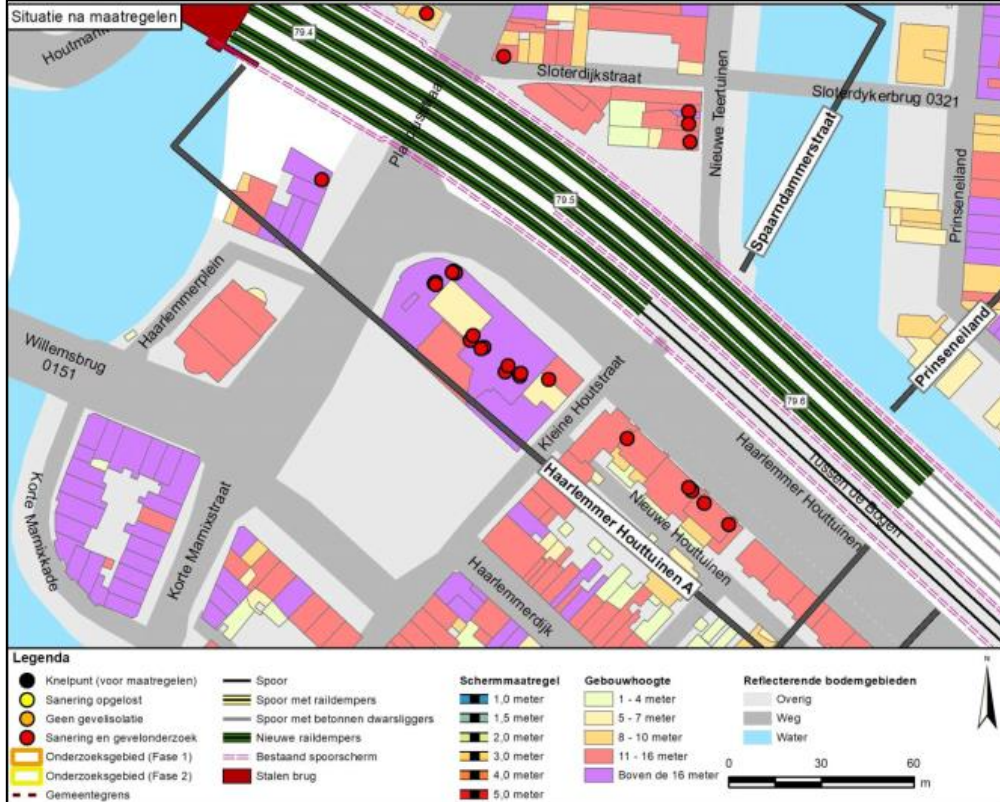 Situatie na maatregelen
79.4
Sloterdijkstraat
Sloterdykerbrug 0321
Nieuwe Teertuinen
Spaarndammerstraat
Prinseneiland
79.5
Haarlemmerplein
Willemsbrug
0151
Prinseneiland
79.6
Kleine Houtstraat
Haarlemmer Houttuinen
Tussen de Bogen
Korte Marnixkade
Korte Marnixstraat
Haarlemmer Houttuinen A
Nieuwe Houttuinen
Haarlemmerdijk
Legenda
Knelpunt (voor maatregelen)
Sanering opgelost
Geen gevelisolatie
Sanering en gevelonderzoek
Onderzoeksgebied (Fase 1)
Onderzoeksgebied (Fase 2)
Gemeentegrens
Spoor
Spoor met raildempers
Spoor met betonnen dwarsliggers
Nieuwe raildempers
Bestaand spoorscherm
Stalen brug
Schermmaatregel
1,0 meter
1,5 meter
2,0 meter
3,0 meter
4,0 meter
5,0 meter
Gebouwhoogte
1 - 4 meter
5 - 7 meter
8 - 10 meter
11 - 16 meter
Boven de 16 meter
Reflecterende bodemgebieden
Overig
Weg
Water
N
0 30 60
m